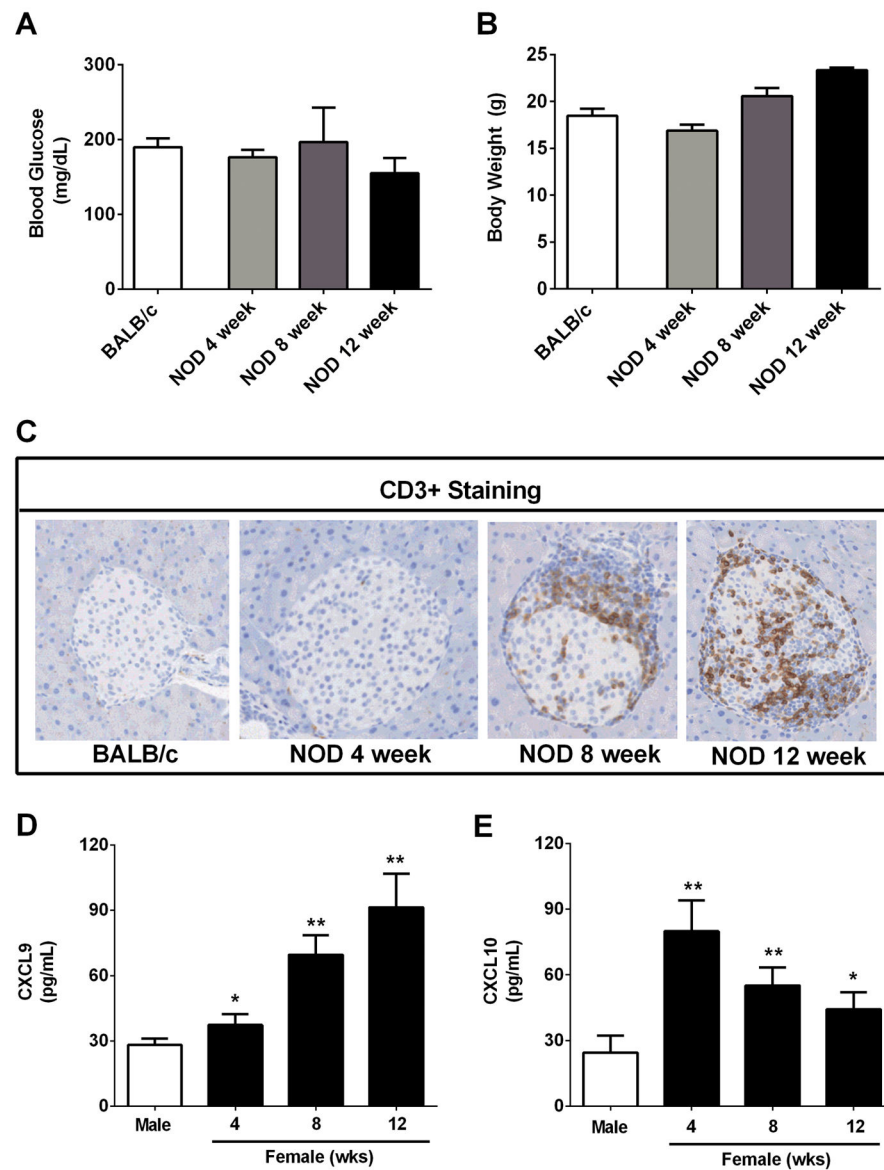 A
Blood Glucose
(mg/dL)
300
200
100
0
BALB/c
NOD 4 week
NOD 8 week
NOD 12 week
B
Body Weight (g)
25
20
15
10
5
0
BALB/c
NOD 4 week
NOD 8 week
NOD 12 week
C
CD3+ Staining
BALB/c
NOD 4 week
NOD 8 week
NOD 12 week
D
CXCL9
(pg/mL)
120
90
60
30
0
*
**
**
Male
4
8
12
Female (wks)
E
CXCL10
(pg/mL)
120
90
60
30
0
**
**
*
Male
4
8
12
Female (wks)